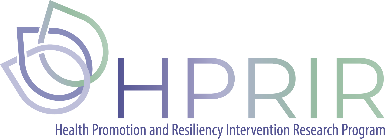 HPRIR
Health Promotion and Resiliency Intervention Research Program